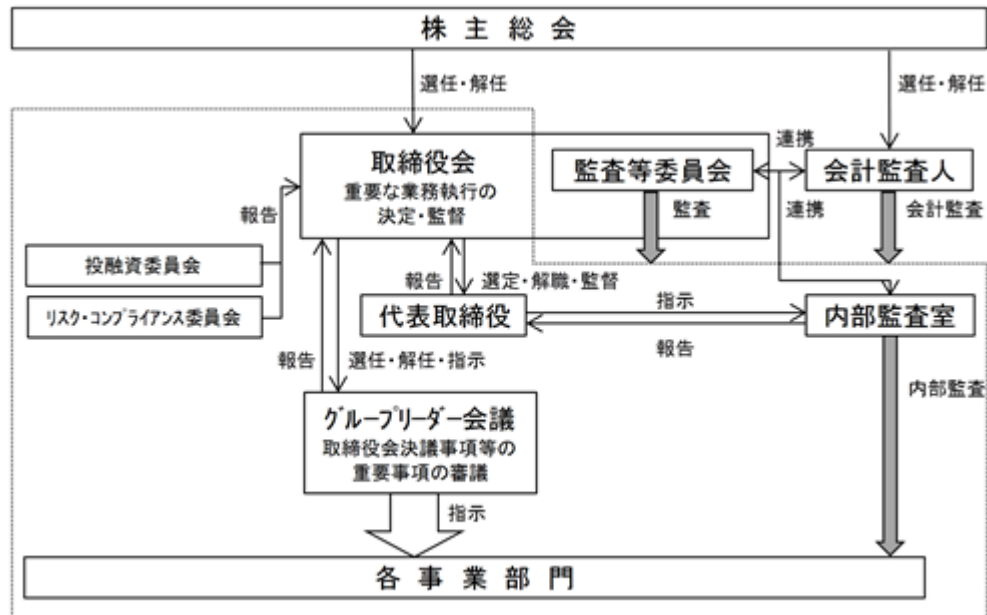 株主総会
選任・解任
選任・解任
取締役会
重要な業務執行の
決定・監督
監査等委員会
連携
会計監査人
監査
連携
会計監査
報告
投融資委員会
リスク・コンプライアンス委員会
報告
選定・解職・監督
代表取締役
指示
報告
内部監査室
報告
選任・解任・指示
内部監査
グループリーダー会議
取締役会決議事項等の
重要事項の審議
指示
各事業部門